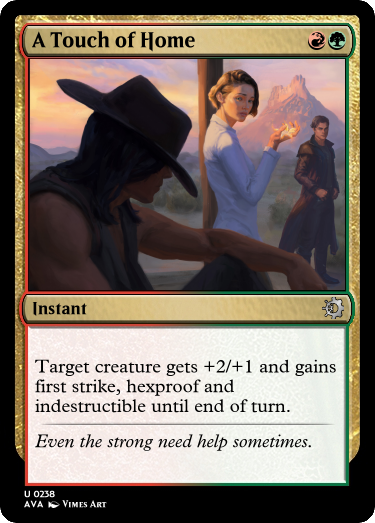 A Touch of Home
Instant
Target creature gets +2/+1 and gains
first strike, hexproof and
indestructible until end of turn.
Even the strong need help sometimes.
U 0238
AVA Vimes Art